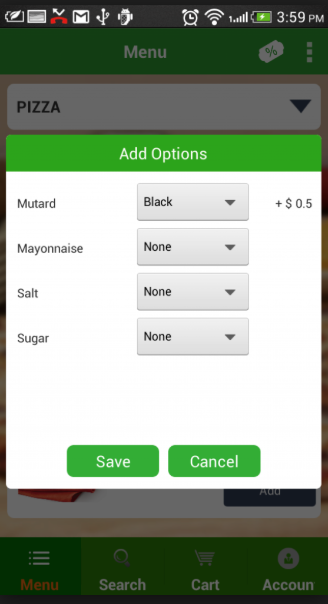 3:59 PM
Menu
%
PIZZA
Add Options
Mutard Black + $ 0.5
Mayonnaise None
Salt None
Sugar None
Save Cancel
Add
Menu Search Cart Accoun